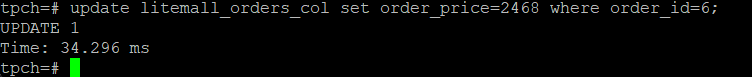 tpch=# update litemall_orders_col set order_price=2468 where order_id=6;
UPDATE 1
Time: 34.296 ms
tpch=#